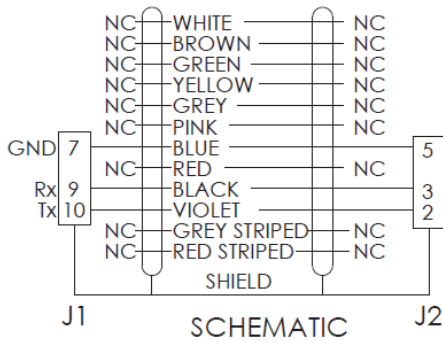 NC WHITE NC
NC BROWN NC
NC GREEN NC
NC YELLOW NC
NC GREY NC
NC PINK NC
GND 7 BLUE 5
NC RED NC
Rx 9 BLACK 3
Tx 10 VIOLET 2
NC GREY STRIPED NC
NC RED STRIPED NC
SHIELD
J1 J2
SCHEMATIC